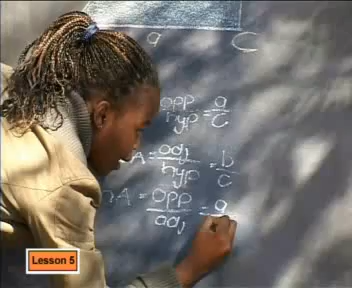 a C
opp = a
hyp c
A = adj = b
hyp c
A = opp = a
adj
Lesson 5